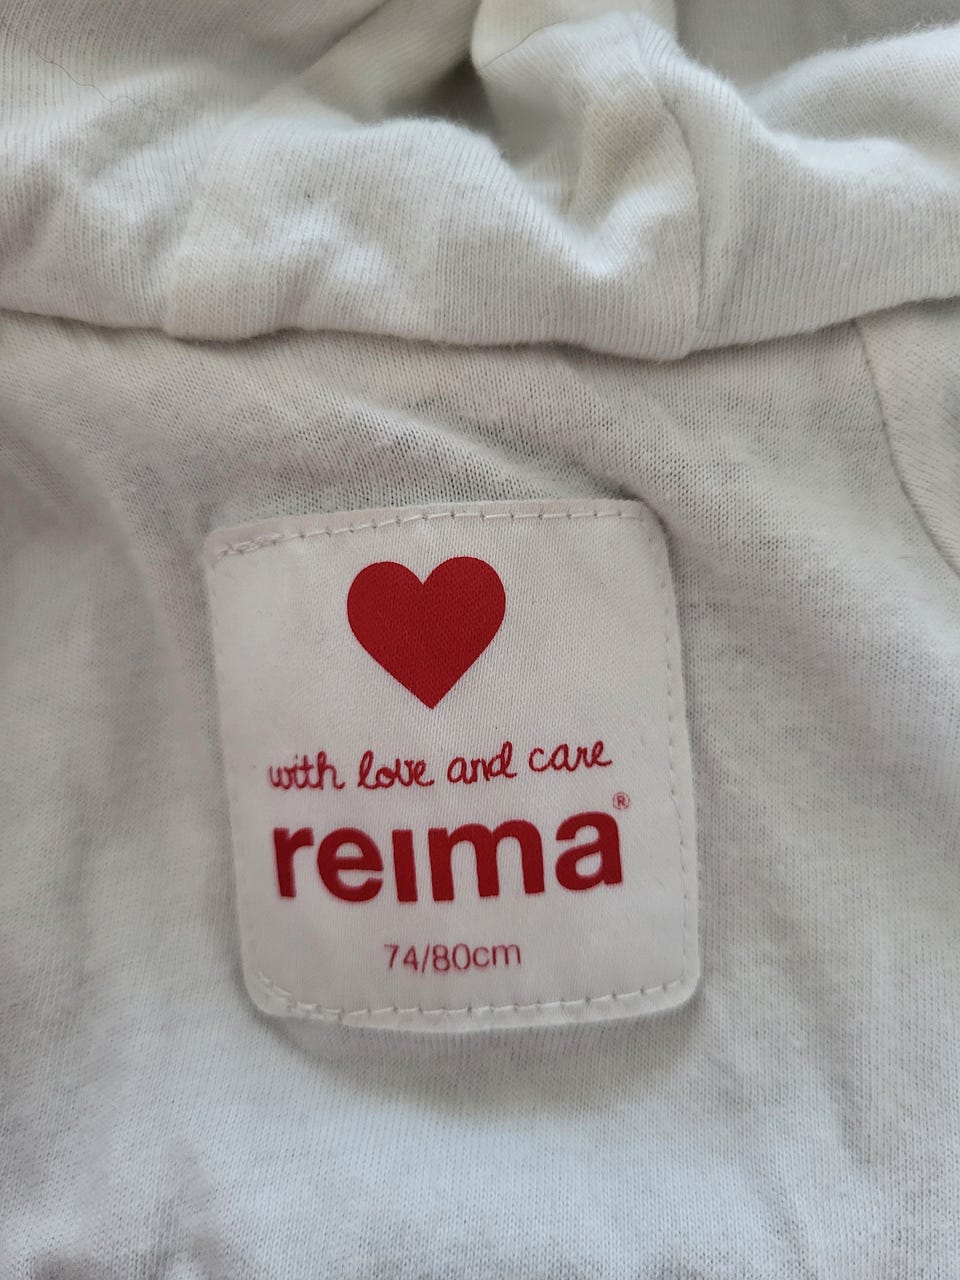 with love and care
reima®
74/80cm